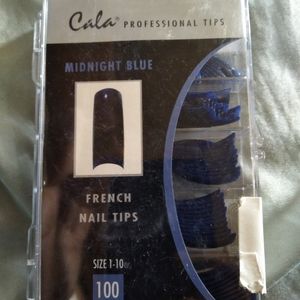 Cala® PROFESSIONAL TIPS
MIDNIGHT BLUE
FRENCH
NAIL TIPS
SIZE 1-10
100